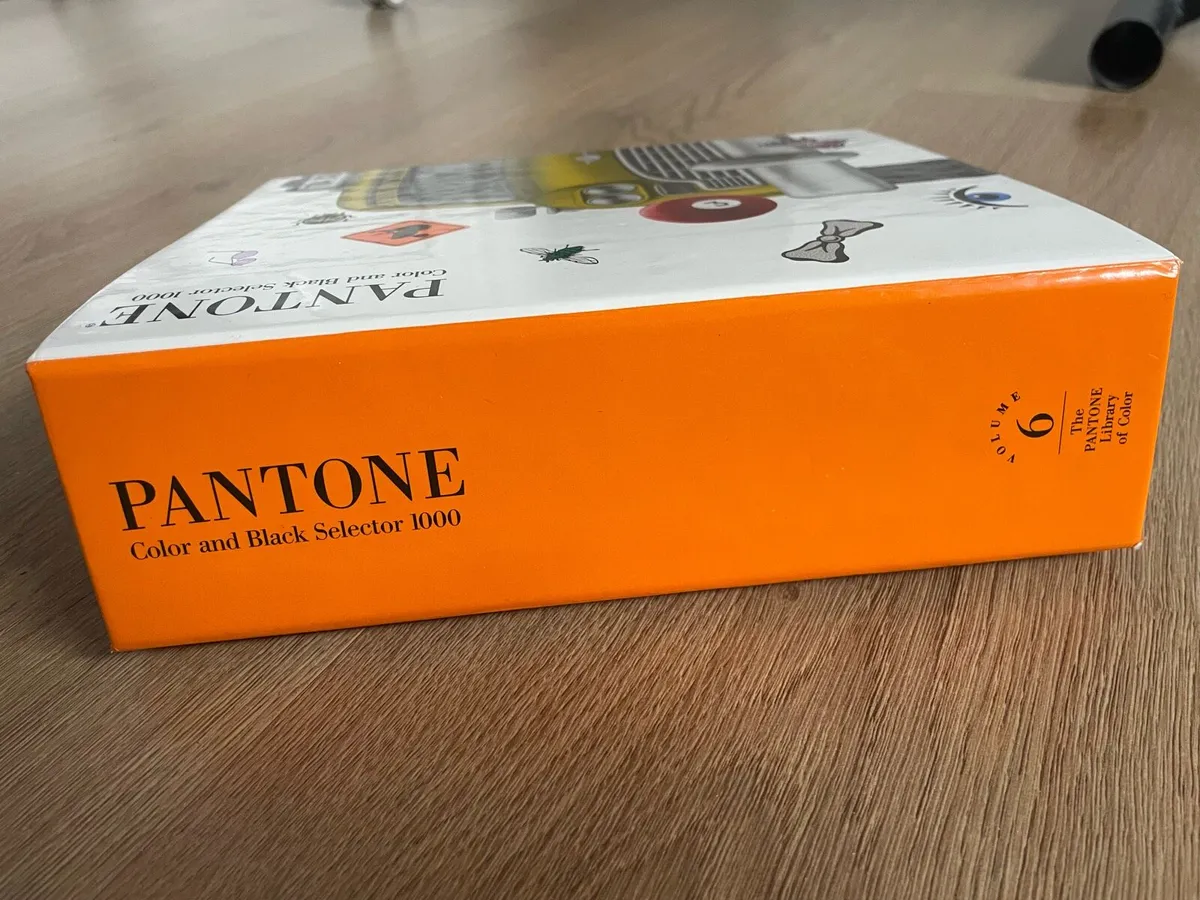 PANTONE®
Color and Black Selector 1000
PANTONE
Color and Black Selector 1000
VOLUME
6
The
PANTONE
Library
of Color